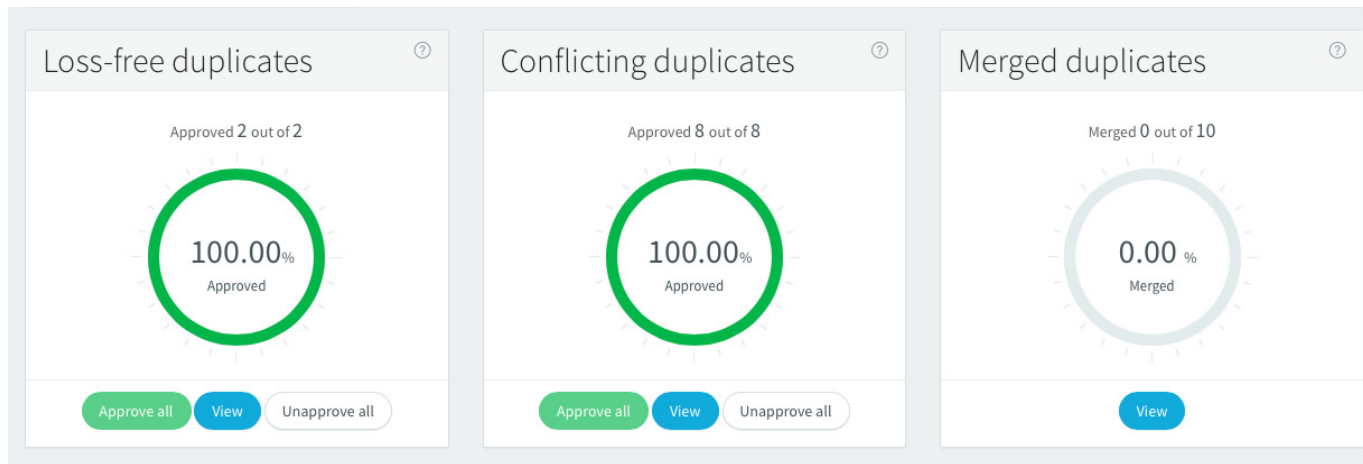 Loss-free duplicates
Approved 2 out of 2
100.00%
Approved
Approve all
View
Unapprove all
Conflicting duplicates
Approved 8 out of 8
100.00%
Approved
Approve all
View
Unapprove all
Merged duplicates
Merged 0 out of 10
0.00 %
Merged
View